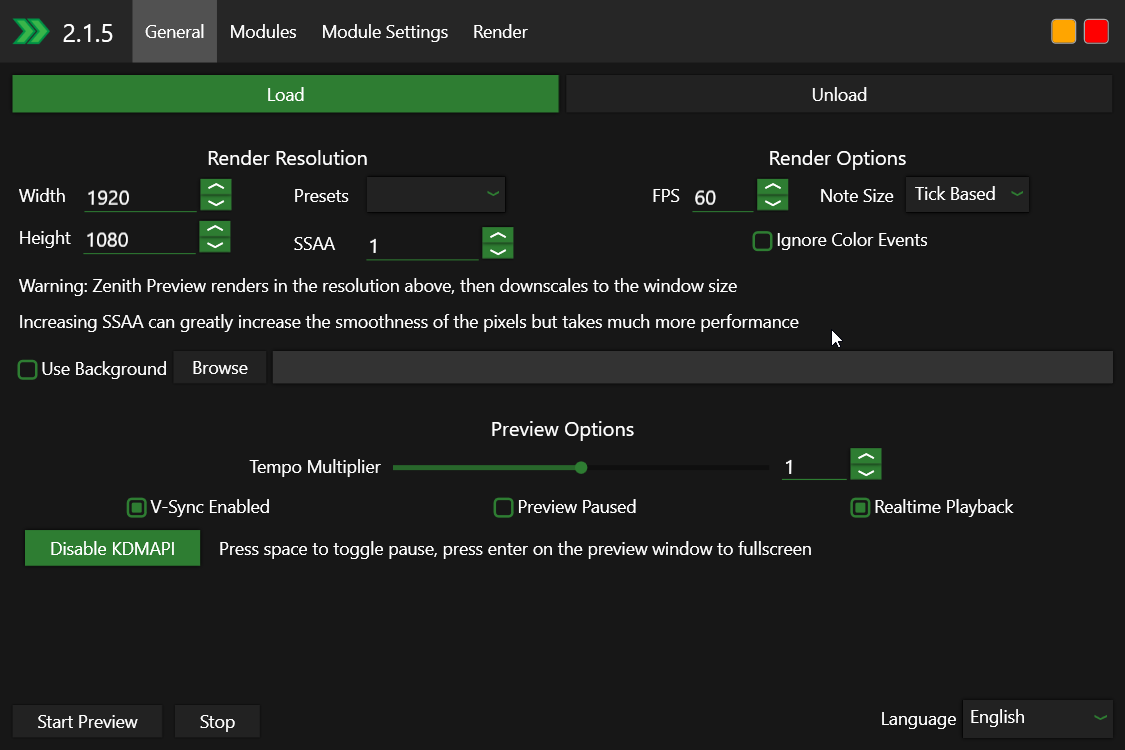 2.1.5 General Modules Module Settings Render
Load Unload
Render Resolution Render Options
Width 1920 Presets FPS 60 Note Size Tick Based
Height 1080 SSAA 1 Ignore Color Events
Warning: Zenith Preview renders in the resolution above, then downscales to the window size
Increasing SSAA can greatly increase the smoothness of the pixels but takes much more performance
Use Background Browse
Preview Options
Tempo Multiplier 1
V-Sync Enabled Preview Paused Realtime Playback
Disable KDMAPI Press space to toggle pause, press enter on the preview window to fullscreen
Start Preview Stop Language English